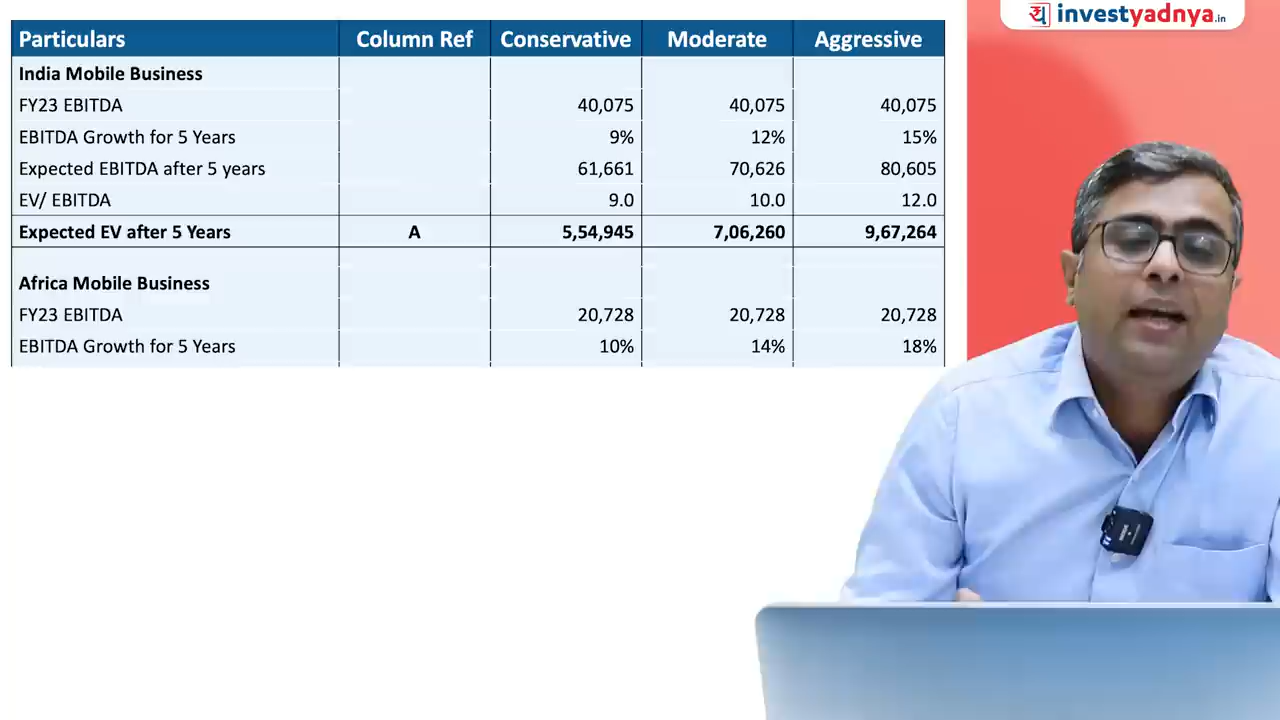 investyadnya.in
Particulars Column Ref Conservative Moderate Aggressive
India Mobile Business
FY23 EBITDA 40,075 40,075 40,075
EBITDA Growth for 5 Years 9% 12% 15%
Expected EBITDA after 5 years 61,661 70,626 80,605
EV/ EBITDA 9.0 10.0 12.0
Expected EV after 5 Years A 5,54,945 7,06,260 9,67,264
Africa Mobile Business
FY23 EBITDA 20,728 20,728 20,728
EBITDA Growth for 5 Years 10% 14% 18%